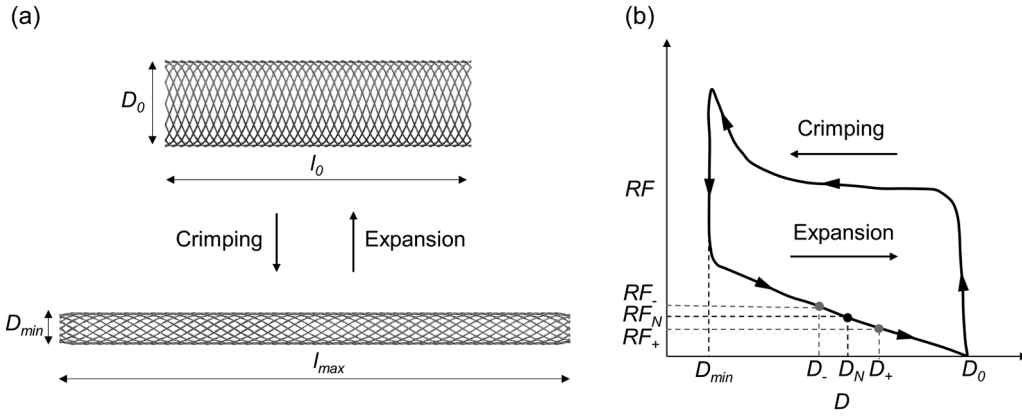 (a)
D0
l0
Crimping
Expansion
Dmin
lmax
(b)
Crimping
RF
Expansion
RF-
RFN
RF+
Dmin
D-
DN
D+
D0
D